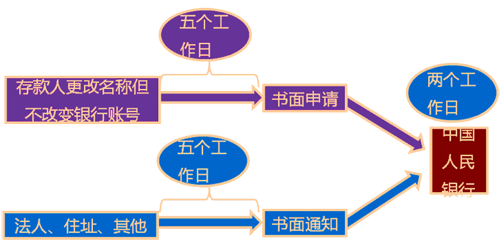 五个工
作日
存款人更改名称但
不改变银行账号
书面申请
两个工
作日
中国
人民
银行
五个工
作日
法人、住址、其他
书面通知